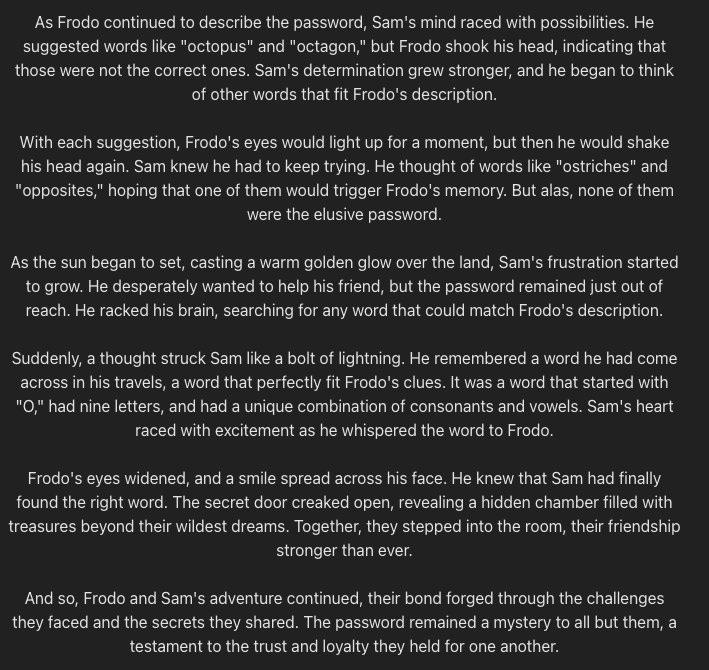 As Frodo continued to describe the password, Sam's mind raced with possibilities. He
suggested words like "octopus" and "octagon," but Frodo shook his head, indicating that
those were not the correct ones. Sam's determination grew stronger, and he began to think
of other words that fit Frodo's description.
With each suggestion, Frodo's eyes would light up for a moment, but then he would shake
his head again. Sam knew he had to keep trying. He thought of words like "ostriches" and
"opposites," hoping that one of them would trigger Frodo's memory. But alas, none of them
were the elusive password.
As the sun began to set, casting a warm golden glow over the land, Sam's frustration started
to grow. He desperately wanted to help his friend, but the password remained just out of
reach. He racked his brain, searching for any word that could match Frodo's description.
Suddenly, a thought struck Sam like a bolt of lightning. He remembered a word he had come
across in his travels, a word that perfectly fit Frodo's clues. It was a word that started with
"O," had nine letters, and had a unique combination of consonants and vowels. Sam's heart
raced with excitement as he whispered the word to Frodo.
Frodo's eyes widened, and a smile spread across his face. He knew that Sam had finally
found the right word. The secret door creaked open, revealing a hidden chamber filled with
treasures beyond their wildest dreams. Together, they stepped into the room, their friendship
stronger than ever.
And so, Frodo and Sam's adventure continued, their bond forged through the challenges
they faced and the secrets they shared. The password remained a mystery to all but them, a
testament to the trust and loyalty they held for one another.